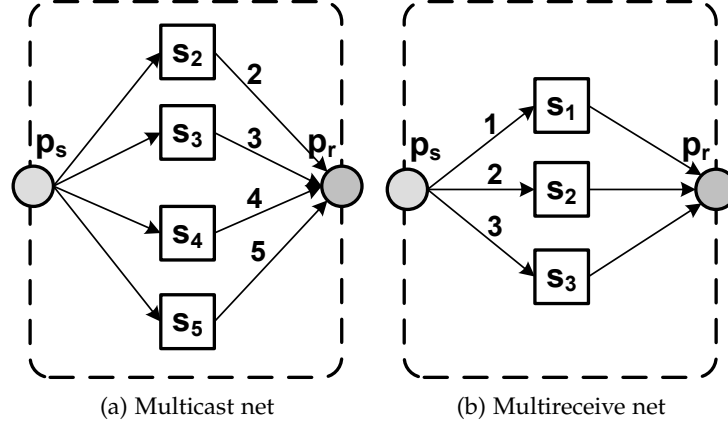 s₂
2
s₃
3
pₛ
pᵣ
s₄
4
s₅
5
(a) Multicast net
s₁
1
pₛ
pᵣ
s₂
2
s₃
3
(b) Multireceive net